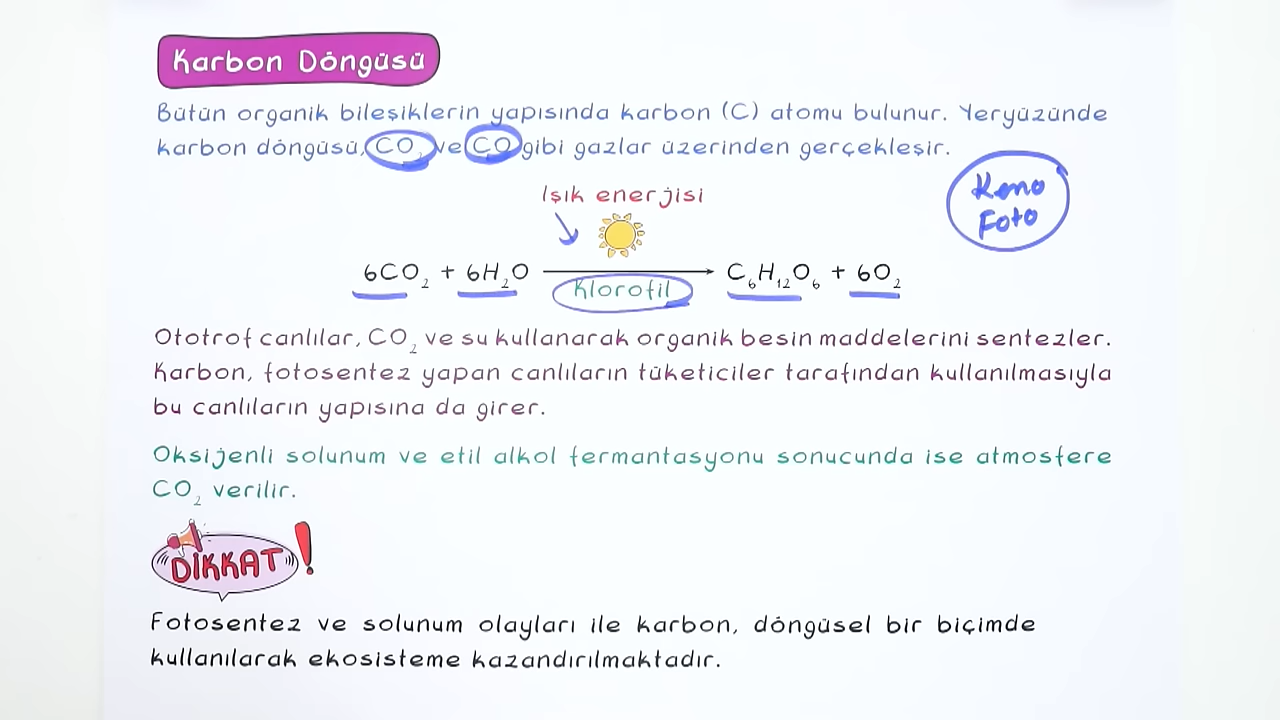 Karbon Döngüsü
Bütün organik bileşiklerin yapısında karbon (C) atomu bulunur. Yeryüzünde
karbon döngüsü, CO₂ ve CO gibi gazlar üzerinden gerçekleşir.
Kemo
Foto
Işık enerjisi
6CO₂ + 6H₂O → C₆H₁₂O₆ + 6O₂
Klorofil
Ototrof canlılar, CO₂ ve su kullanarak organik besin maddelerini sentezler.
Karbon, fotosentez yapan canlıların tüketiciler tarafından kullanılmasıyla
bu canlıların yapısına da girer.
Oksijenli solunum ve etil alkol fermantasyonu sonucunda ise atmosfere
CO₂ verilir.
DİKKAT!
Fotosentez ve solunum olayları ile karbon, döngüsel bir biçimde
kullanılarak ekosisteme kazandırılmaktadır.